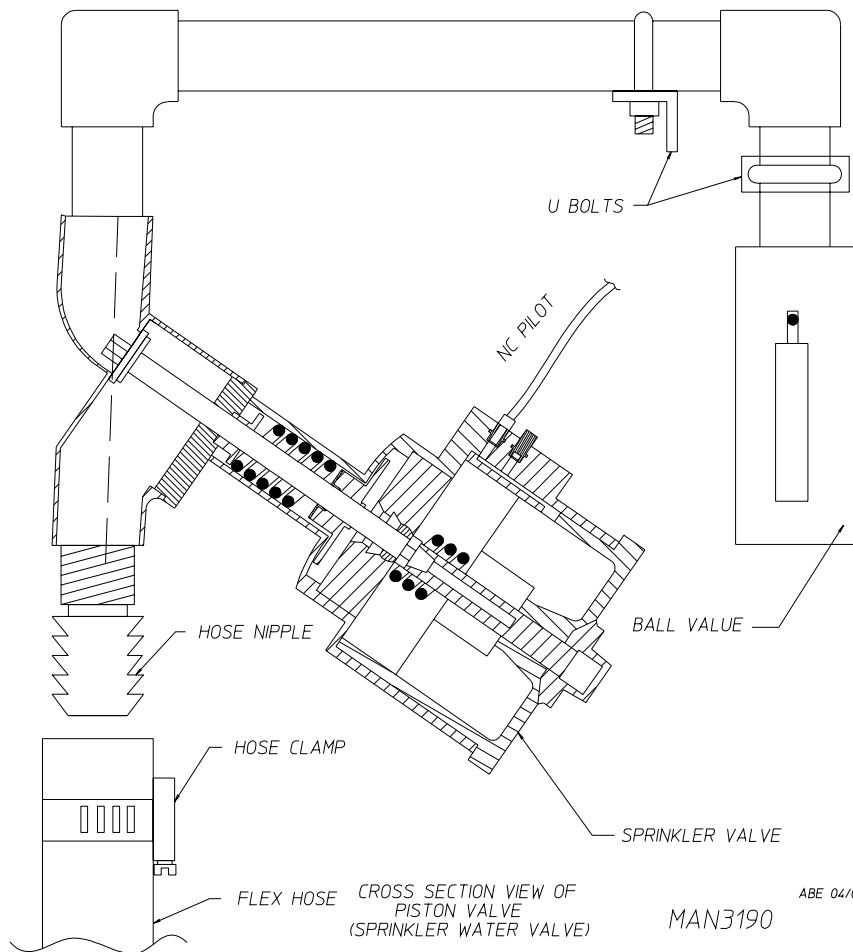 U BOLTS
NC PILOT
HOSE NIPPLE
BALL VALUE
HOSE CLAMP
SPRINKLER VALVE
FLEX HOSE
CROSS SECTION VIEW OF
PISTON VALVE
(SPRINKLER WATER VALVE)
MAN3190
ABE